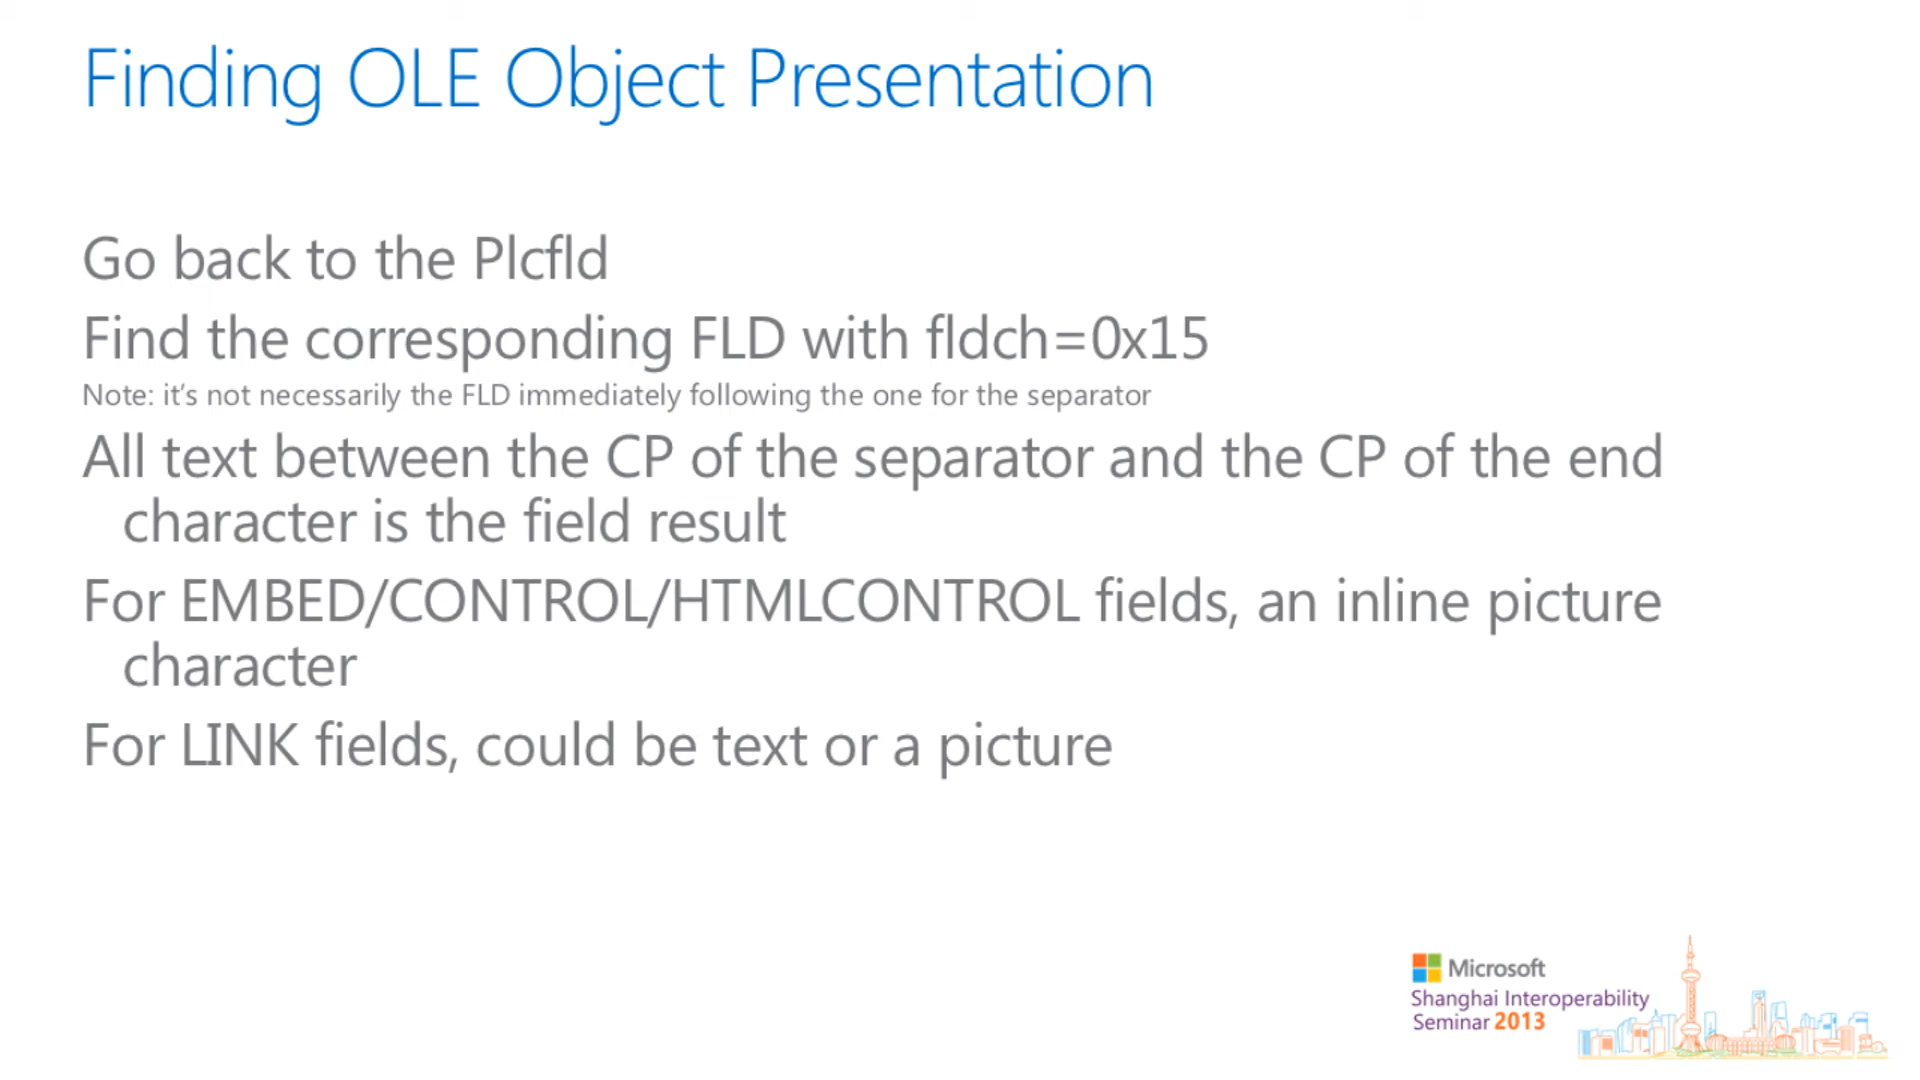 Finding OLE Object Presentation
Go back to the Plcfld
Find the corresponding FLD with fldch=0x15
Note: it's not necessarily the FLD immediately following the one for the separator
All text between the CP of the separator and the CP of the end
character is the field result
For EMBED/CONTROL/HTMLCONTROL fields, an inline picture
character
For LINK fields, could be text or a picture
Microsoft
Shanghai Interoperability
Seminar 2013